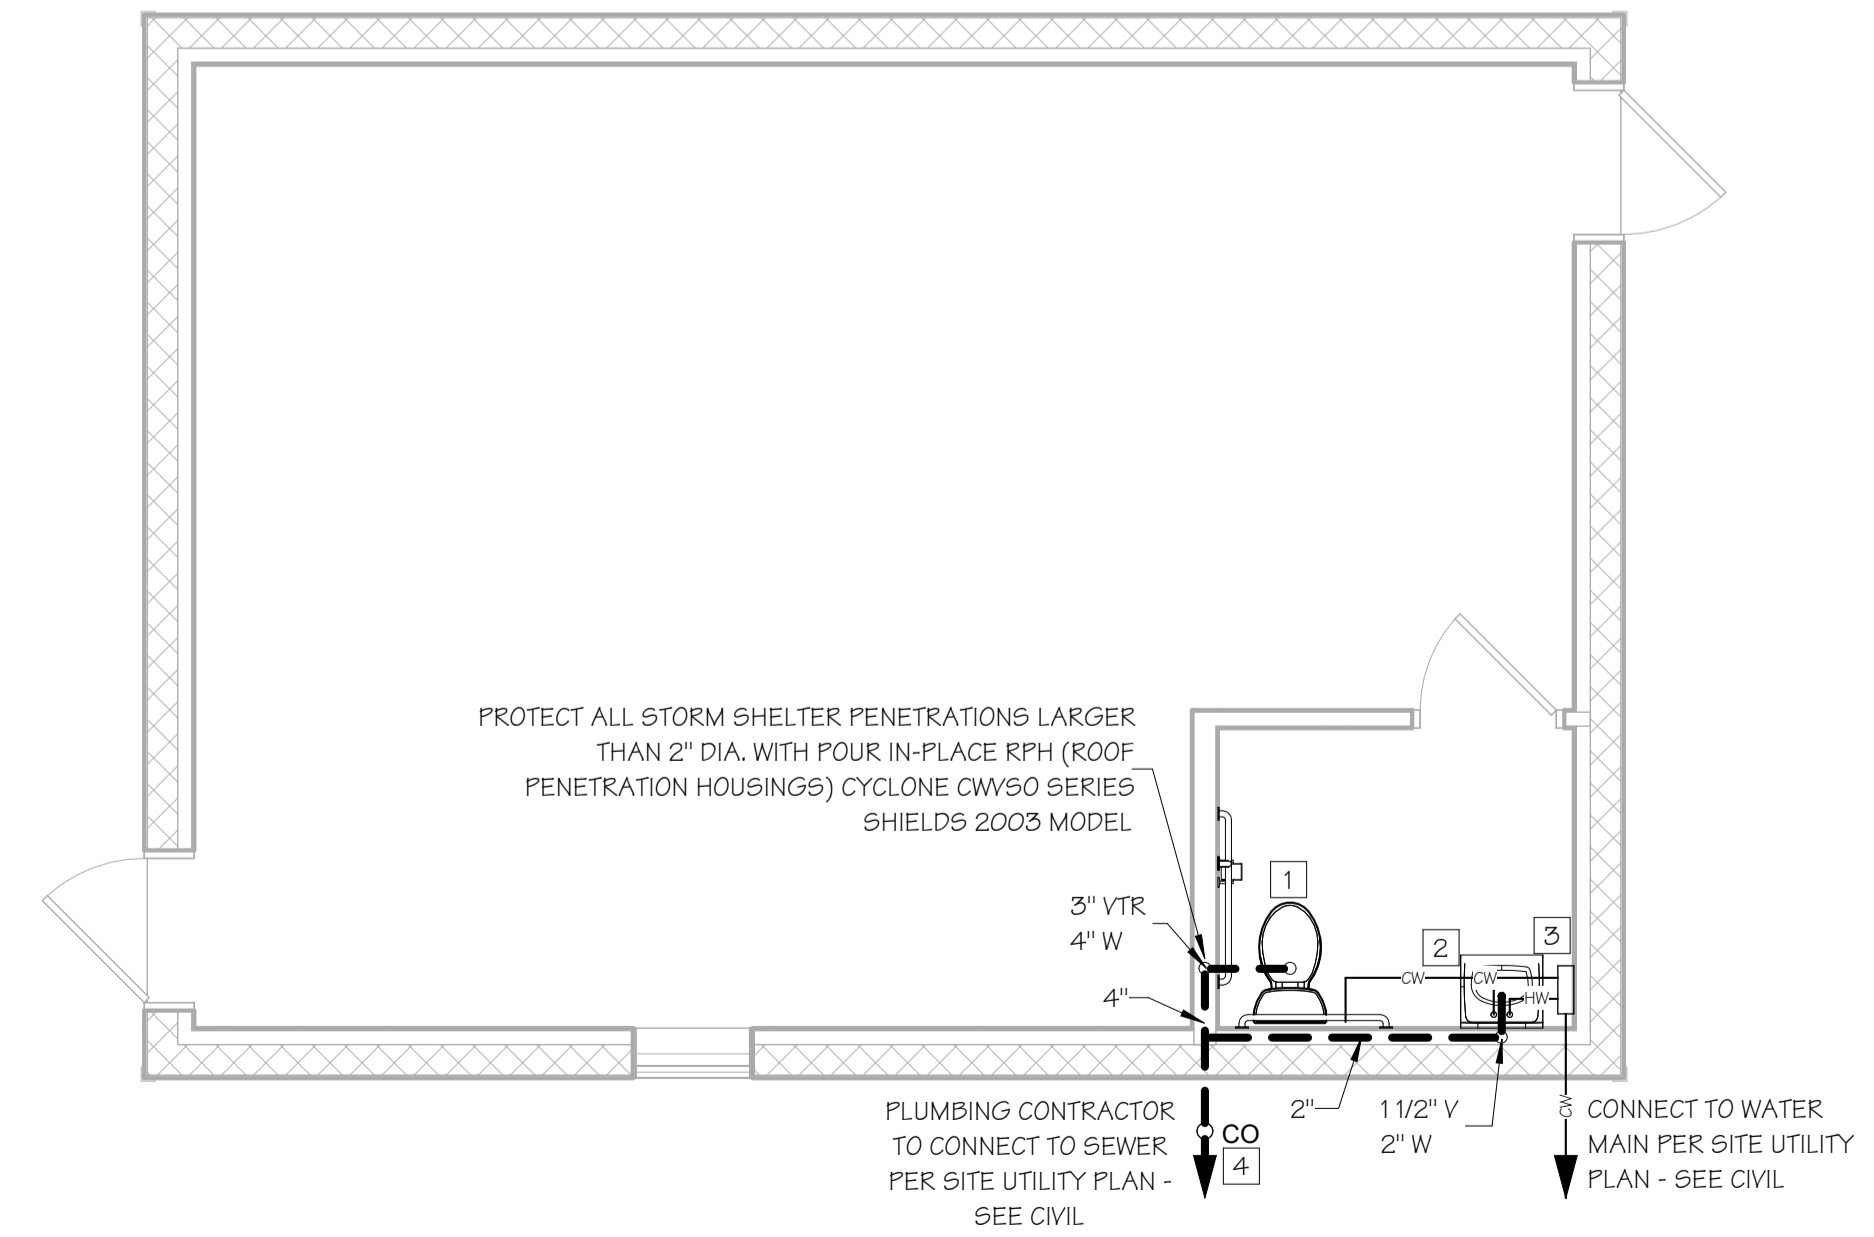 PROTECT ALL STORM SHELTER PENETRATIONS LARGER
THAN 2" DIA. WITH POUR IN-PLACE RPH (ROOF
PENETRATION HOUSINGS) CYCLONE CWVSO SERIES
SHIELDS 2003 MODEL
1
3" VTR
4" W
2
3
CW
CW
HW
4"
PLUMBING CONTRACTOR
TO CONNECT TO SEWER
PER SITE UTILITY PLAN -
SEE CIVIL
CO
4
2"
1 1/2" V
2" W
CW
CONNECT TO WATER
MAIN PER SITE UTILITY
PLAN - SEE CIVIL